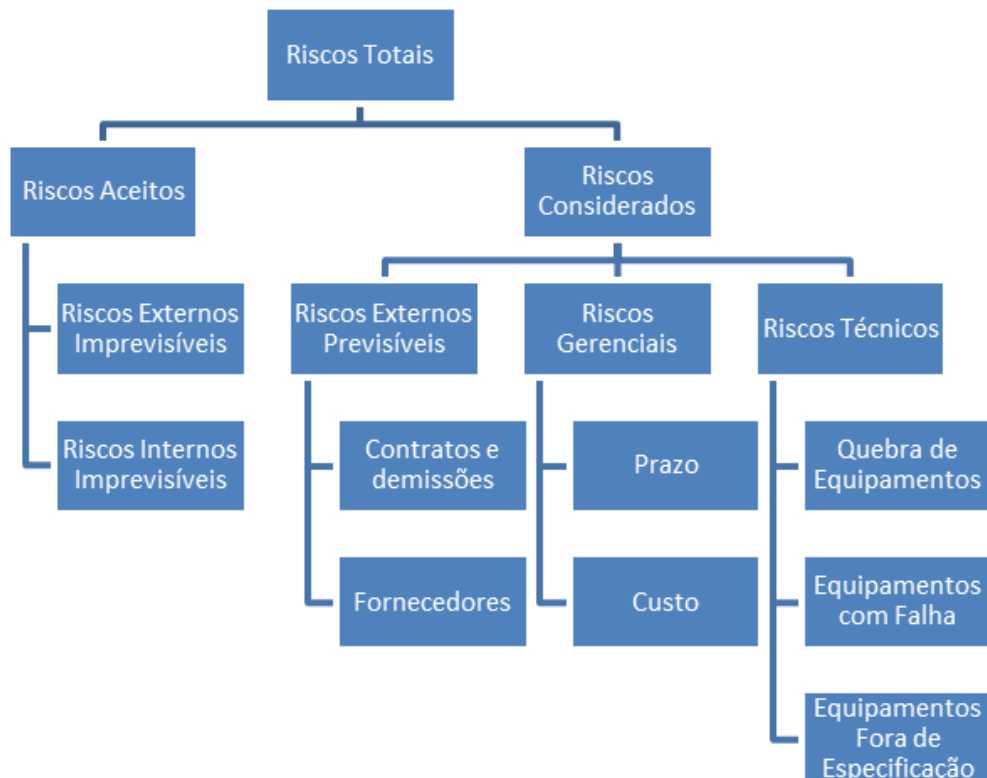 Riscos Totais
Riscos Aceitos
Riscos
Considerados
Riscos Externos
Imprevisíveis
Riscos Internos
Imprevisíveis
Riscos Externos
Previsíveis
Contratos e
demissões
Fornecedores
Riscos
Gerenciais
Prazo
Custo
Riscos Técnicos
Quebra de
Equipamentos
Equipamentos
com Falha
Equipamentos
Fora de
Especificação